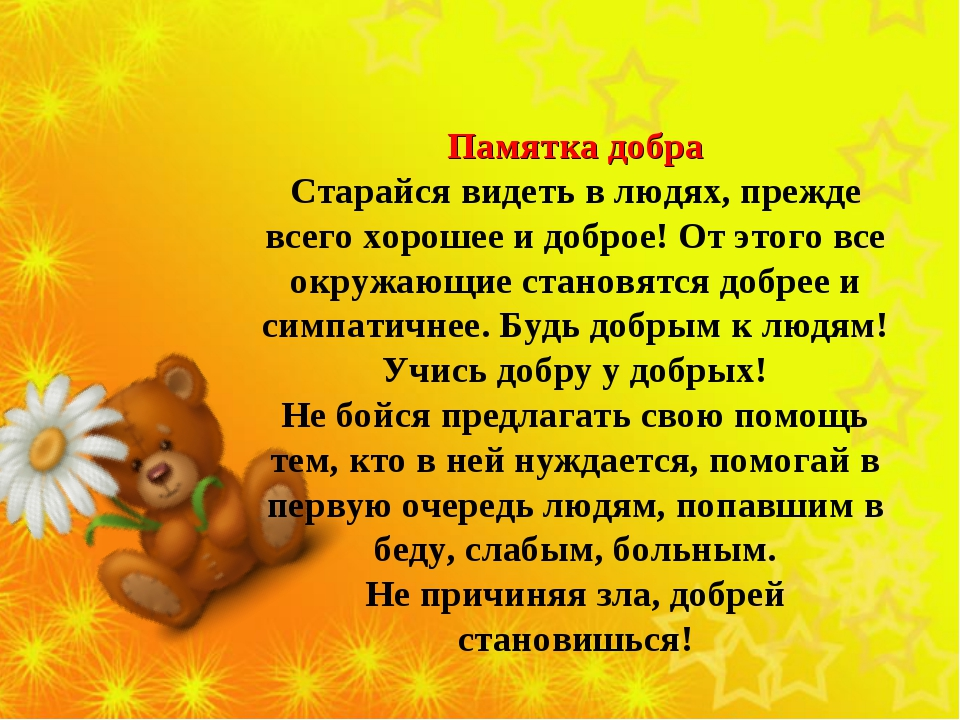 Памятка добра
Старайся видеть в людях, прежде
всего хорошее и доброе! От этого все
окружающие становятся добрее и
симпатичнее. Будь добрым к людям!
Учись добру у добрых!
Не бойся предлагать свою помощь
тем, кто в ней нуждается, помогай в
первую очередь людям, попавшим в
беду, слабым, больным.
Не причиняя зла, добрей
становишься!